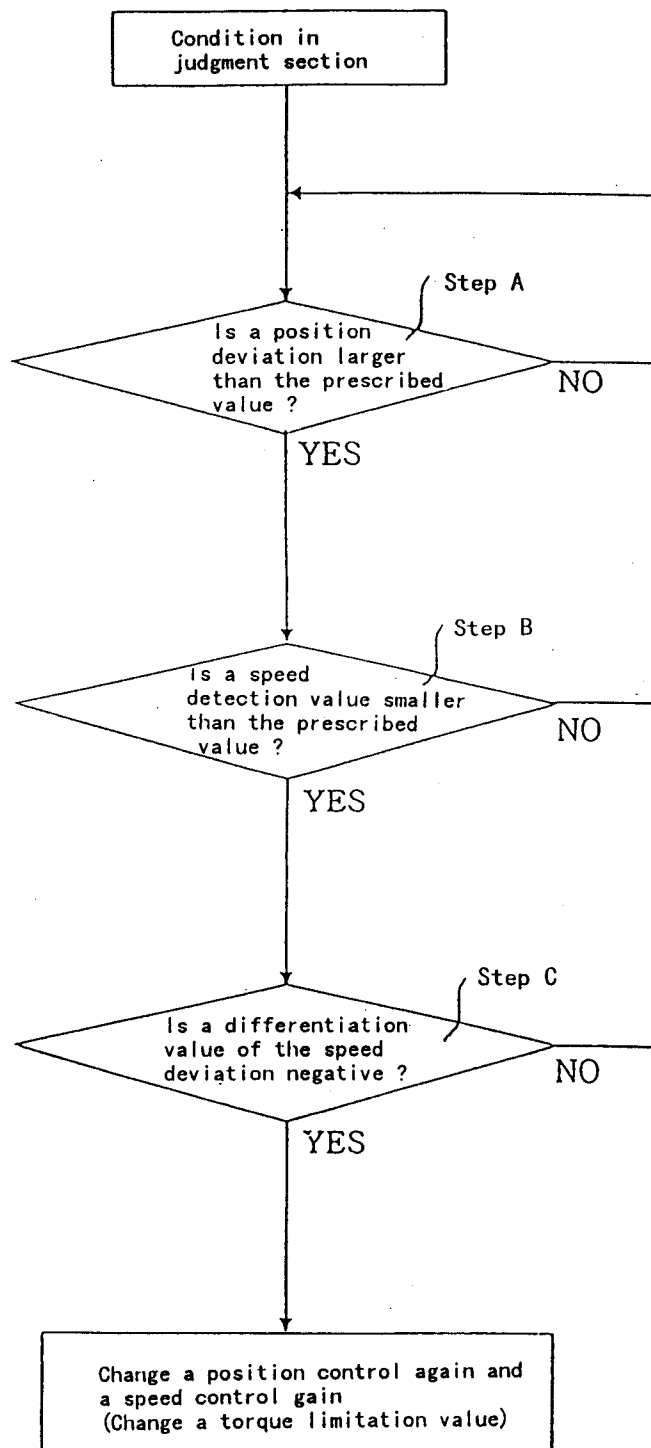 Condition in
judgment section
Step A
Is a position
deviation larger
than the prescribed
value ?
NO
YES
Step B
Is a speed
detection value smaller
than the prescribed
value ?
NO
YES
Step C
Is a differentiation
value of the speed
deviation negative ?
NO
YES
Change a position control again and
a speed control gain
(Change a torque limitation value)